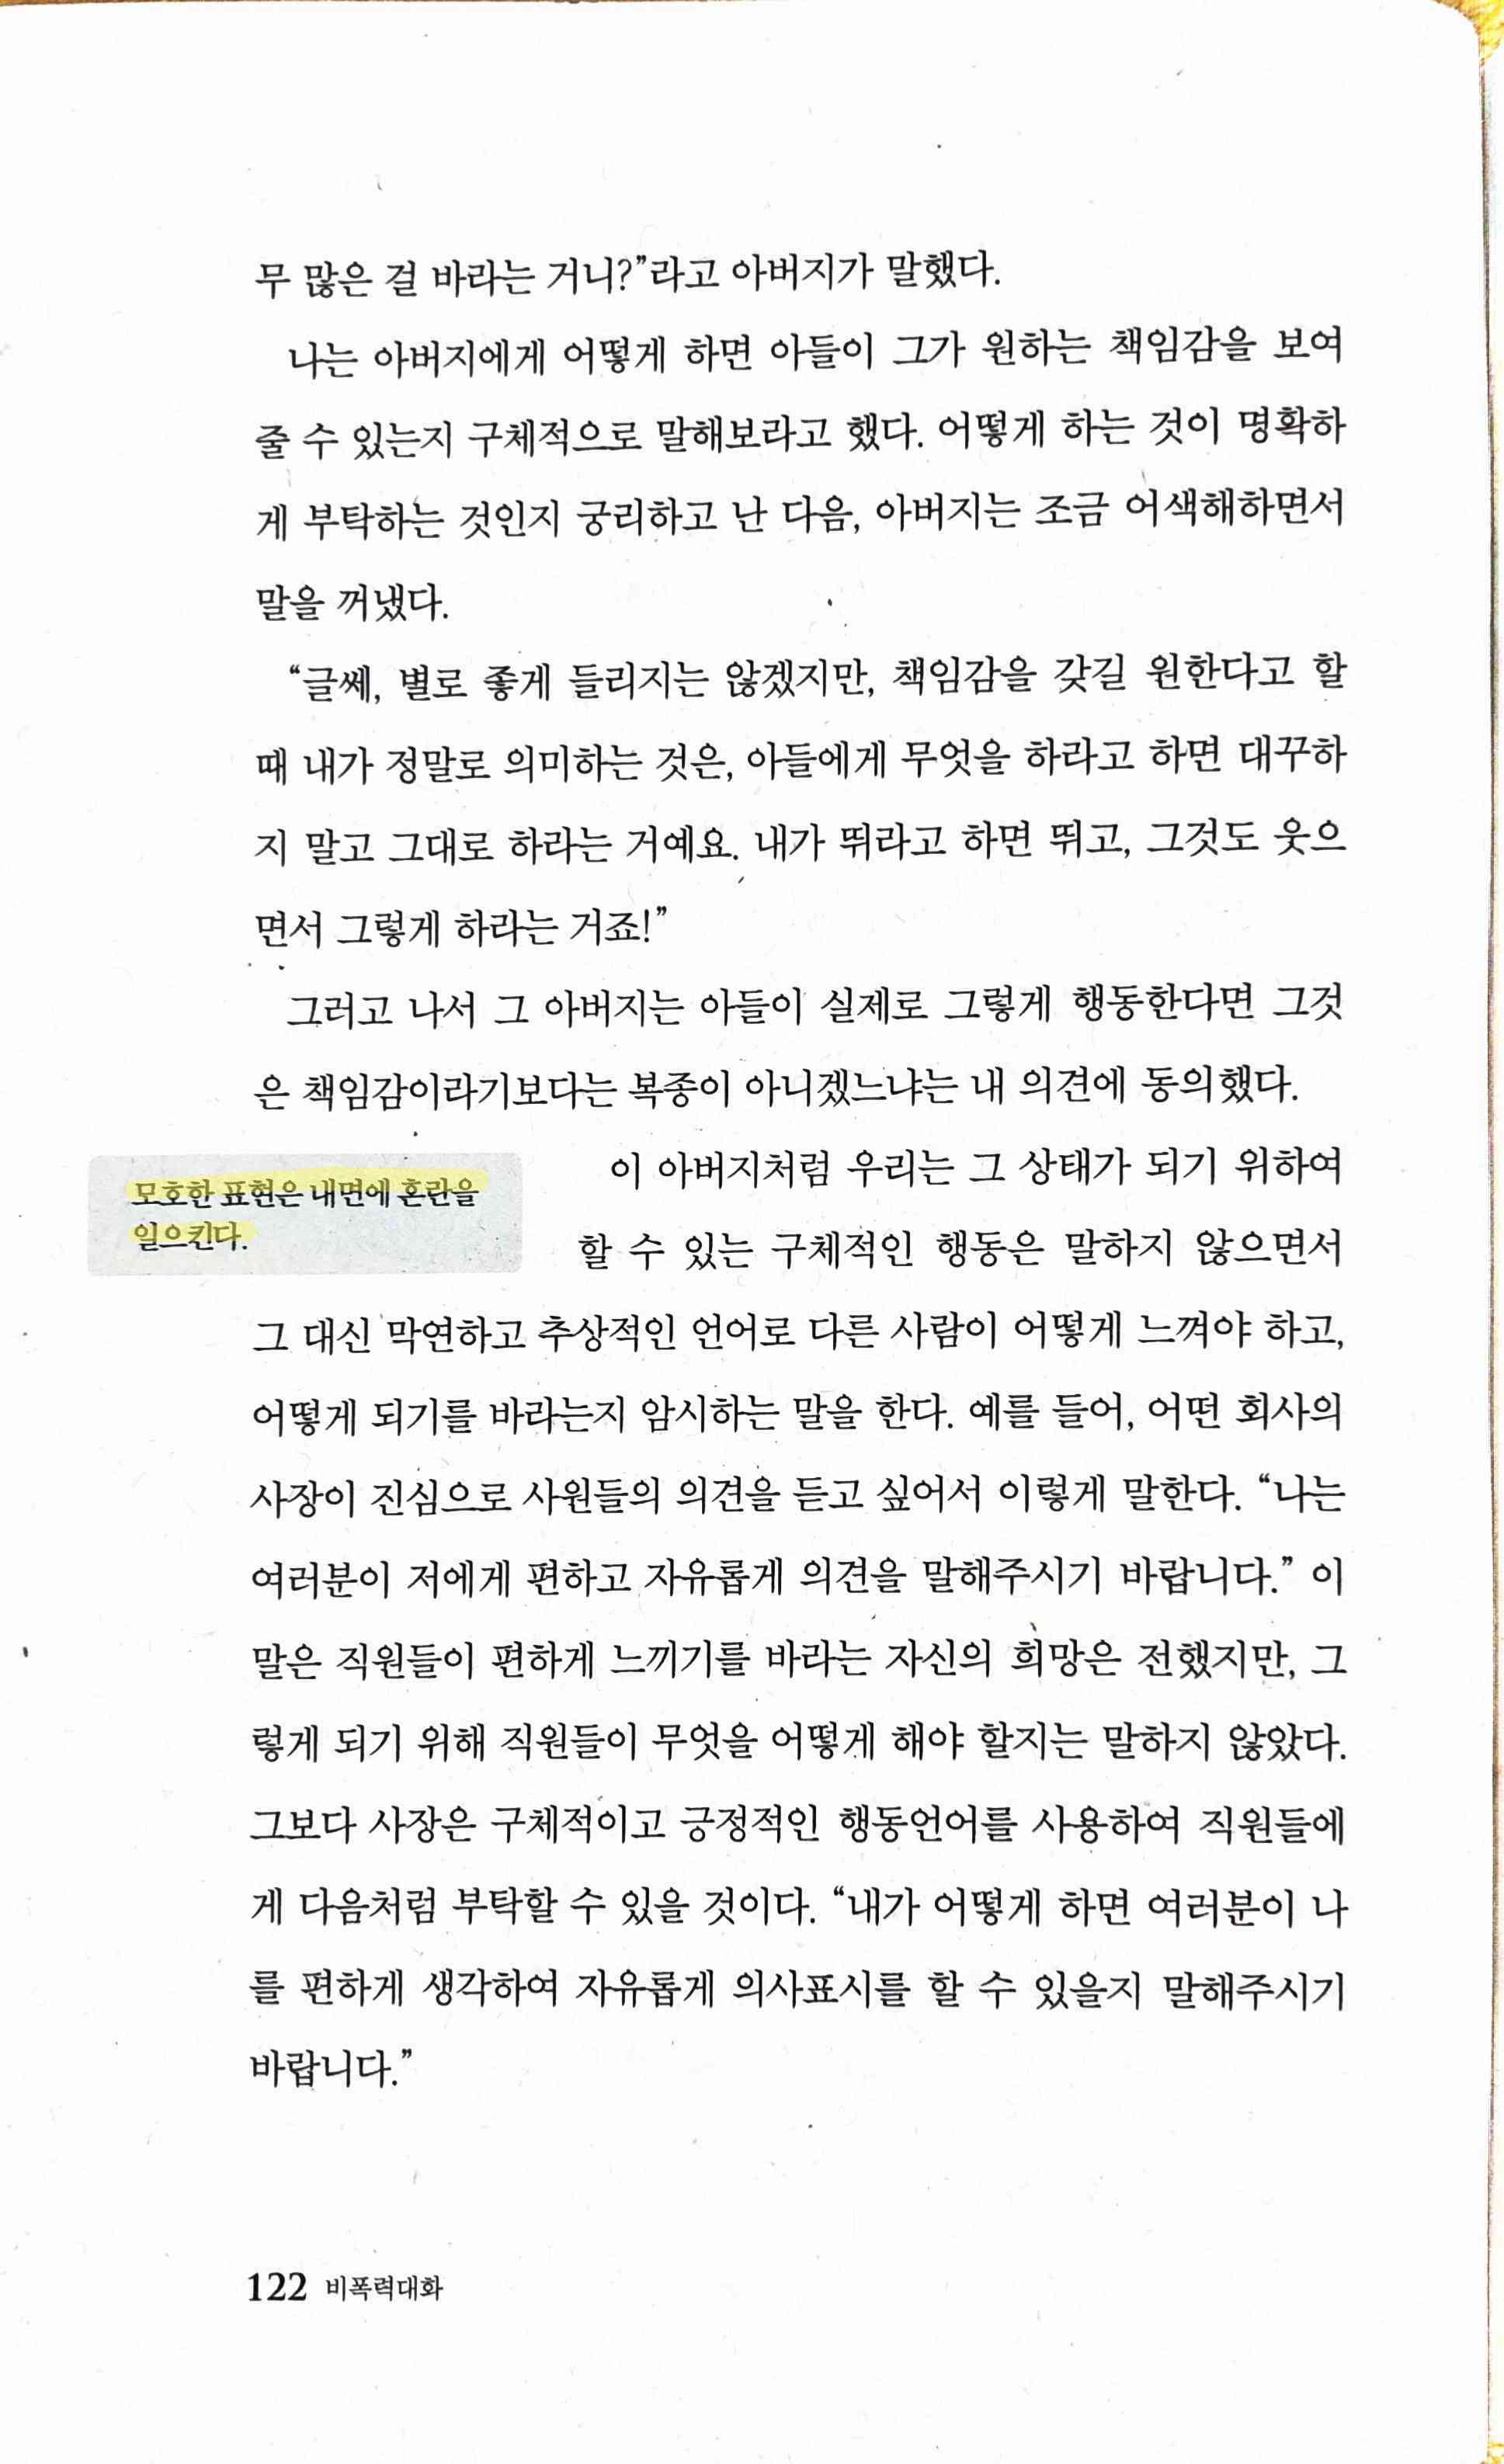 무 많은 걸 바라는 거니?”라고 아버지가 말했다.
나는 아버지에게 어떻게 하면 아들이 그가 원하는 책임감을 보여
줄 수 있는지 구체적으로 말해보라고 했다. 어떻게 하는 것이 명확하
게 부탁하는 것인지 궁리하고 난 다음, 아버지는 조금 어색해하면서
말을 꺼냈다.
“글쎄, 별로 좋게 들리지는 않겠지만, 책임감을 갖길 원한다고 할
때 내가 정말로 의미하는 것은, 아들에게 무엇을 하라고 하면 대꾸하
지 말고 그대로 하라는 거예요. 내가 뛰라고 하면 뛰고, 그것도 웃으
면서 그렇게 하라는 거죠!”
그러고 나서 그 아버지는 아들이 실제로 그렇게 행동한다면 그것
은 책임감이라기보다는 복종이 아니겠느냐는 내 의견에 동의했다.
모호한 표현은 내면에 혼란을
일으킨다.
이 아버지처럼 우리는 그 상태가 되기 위하여
할 수 있는 구체적인 행동은 말하지 않으면서
그 대신 막연하고 추상적인 언어로 다른 사람이 어떻게 느껴야 하고,
어떻게 되기를 바라는지 암시하는 말을 한다. 예를 들어, 어떤 회사의
사장이 진심으로 사원들의 의견을 듣고 싶어서 이렇게 말한다. “나는
여러분이 저에게 편하고 자유롭게 의견을 말해주시기 바랍니다.” 이
말은 직원들이 편하게 느끼기를 바라는 자신의 희망은 전했지만, 그
렇게 되기 위해 직원들이 무엇을 어떻게 해야 할지는 말하지 않았다.
그보다 사장은 구체적이고 긍정적인 행동언어를 사용하여 직원들에
게 다음처럼 부탁할 수 있을 것이다. “내가 어떻게 하면 여러분이 나
를 편하게 생각하여 자유롭게 의사표시를 할 수 있을지 말해주시기
바랍니다.”
122 비폭력대화